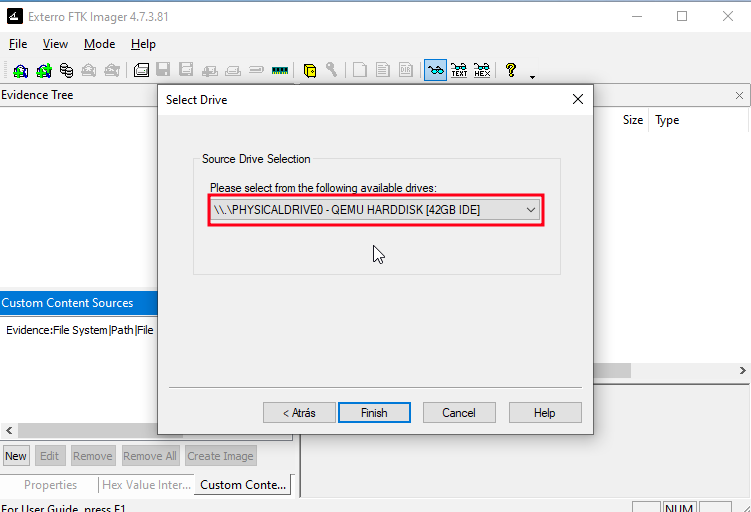 Exterro FTK Imager 4.7.3.81
File View Mode Help
TEXT HEX
Evidence Tree
Size Type
Select Drive
Source Drive Selection
Please select from the following available drives:
\\.\PHYSICALDRIVE0 - QEMU HARDDISK [42GB IDE]
Custom Content Sources
Evidence:File System|Path|File
< Atrás Finish Cancel Help
New Edit Remove Remove All Create Image
Properties Hex Value Inter... Custom Conte...
For User Guide, press F1
NUM